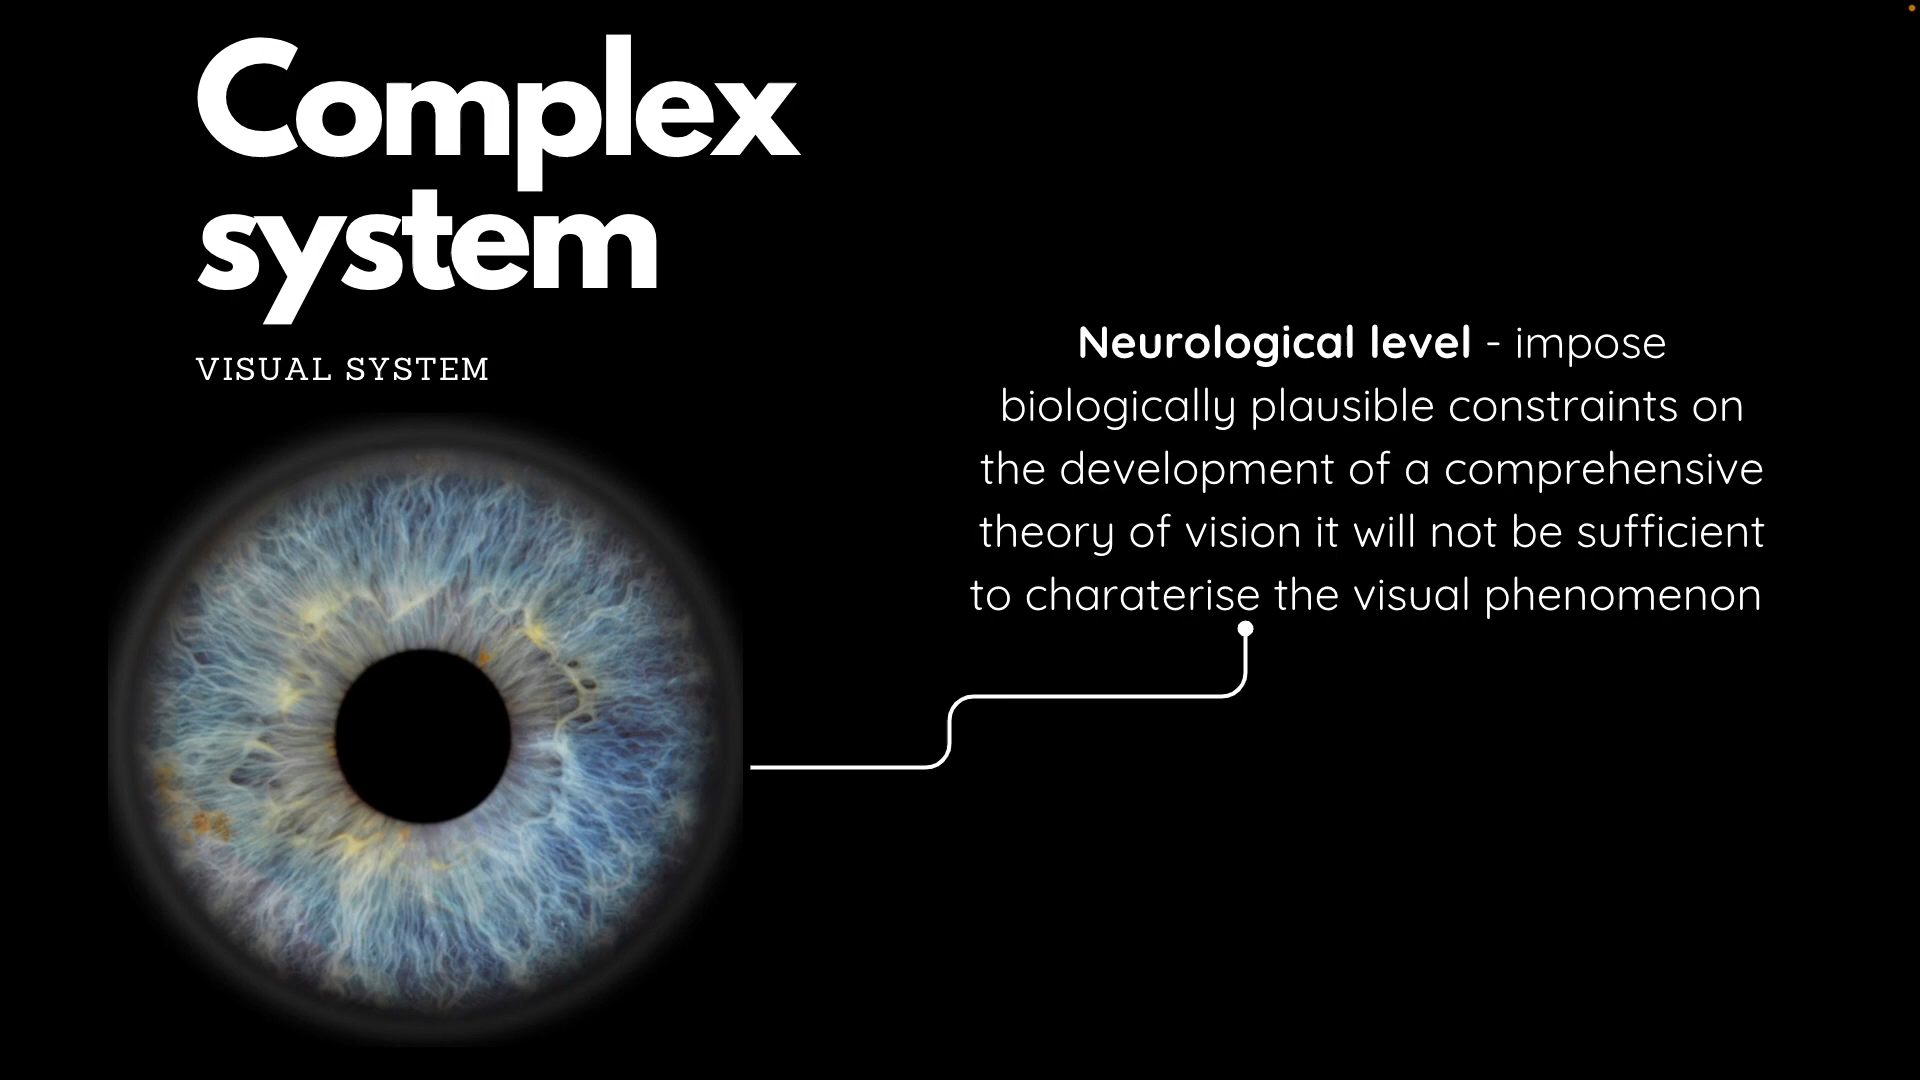 Complex
system
VISUAL SYSTEM
Neurological level - impose
biologically plausible constraints on
the development of a comprehensive
theory of vision it will not be sufficient
to charaterise the visual phenomenon